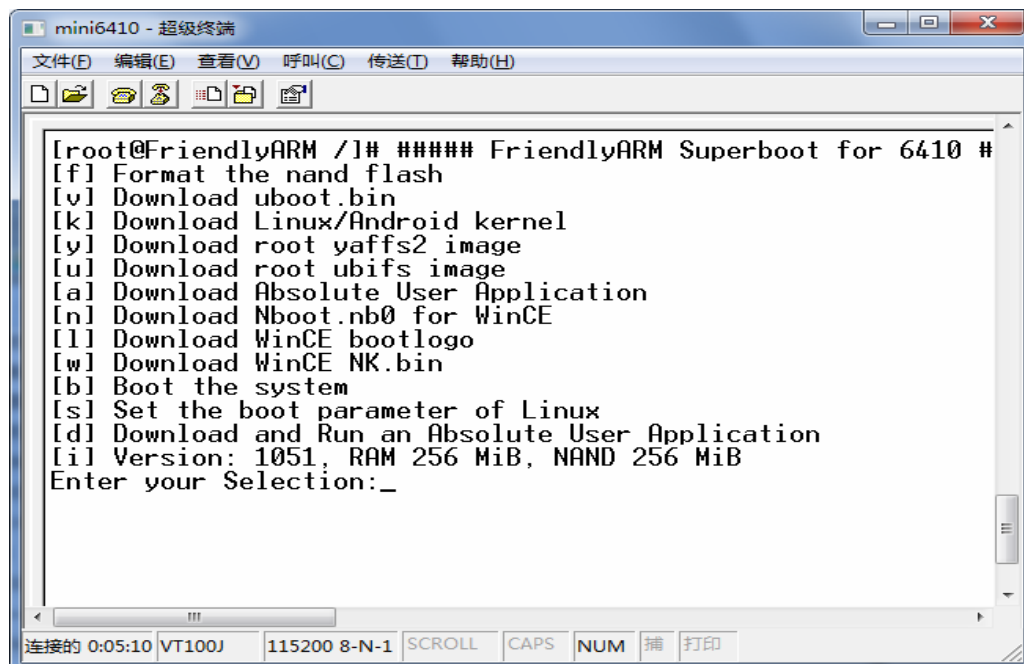 mini6410 - 超级终端
文件(F) 编辑(E) 查看(V) 呼叫(C) 传送(T) 帮助(H)
[root@FriendlyARM /]# ##### FriendlyARM Superboot for 6410 #
[f] Format the nand flash
[v] Download uboot.bin
[k] Download Linux/Android kernel
[y] Download root yaffs2 image
[u] Download root ubifs image
[a] Download Absolute User Application
[n] Download Nboot.nb0 for WinCE
[l] Download WinCE bootlogo
[w] Download WinCE NK.bin
[b] Boot the system
[s] Set the boot parameter of Linux
[d] Download and Run an Absolute User Application
[i] Version: 1051, RAM 256 MiB, NAND 256 MiB
Enter your Selection:_
连接的 0:05:10 VT100J 115200 8-N-1 SCROLL CAPS NUM 捕 打印